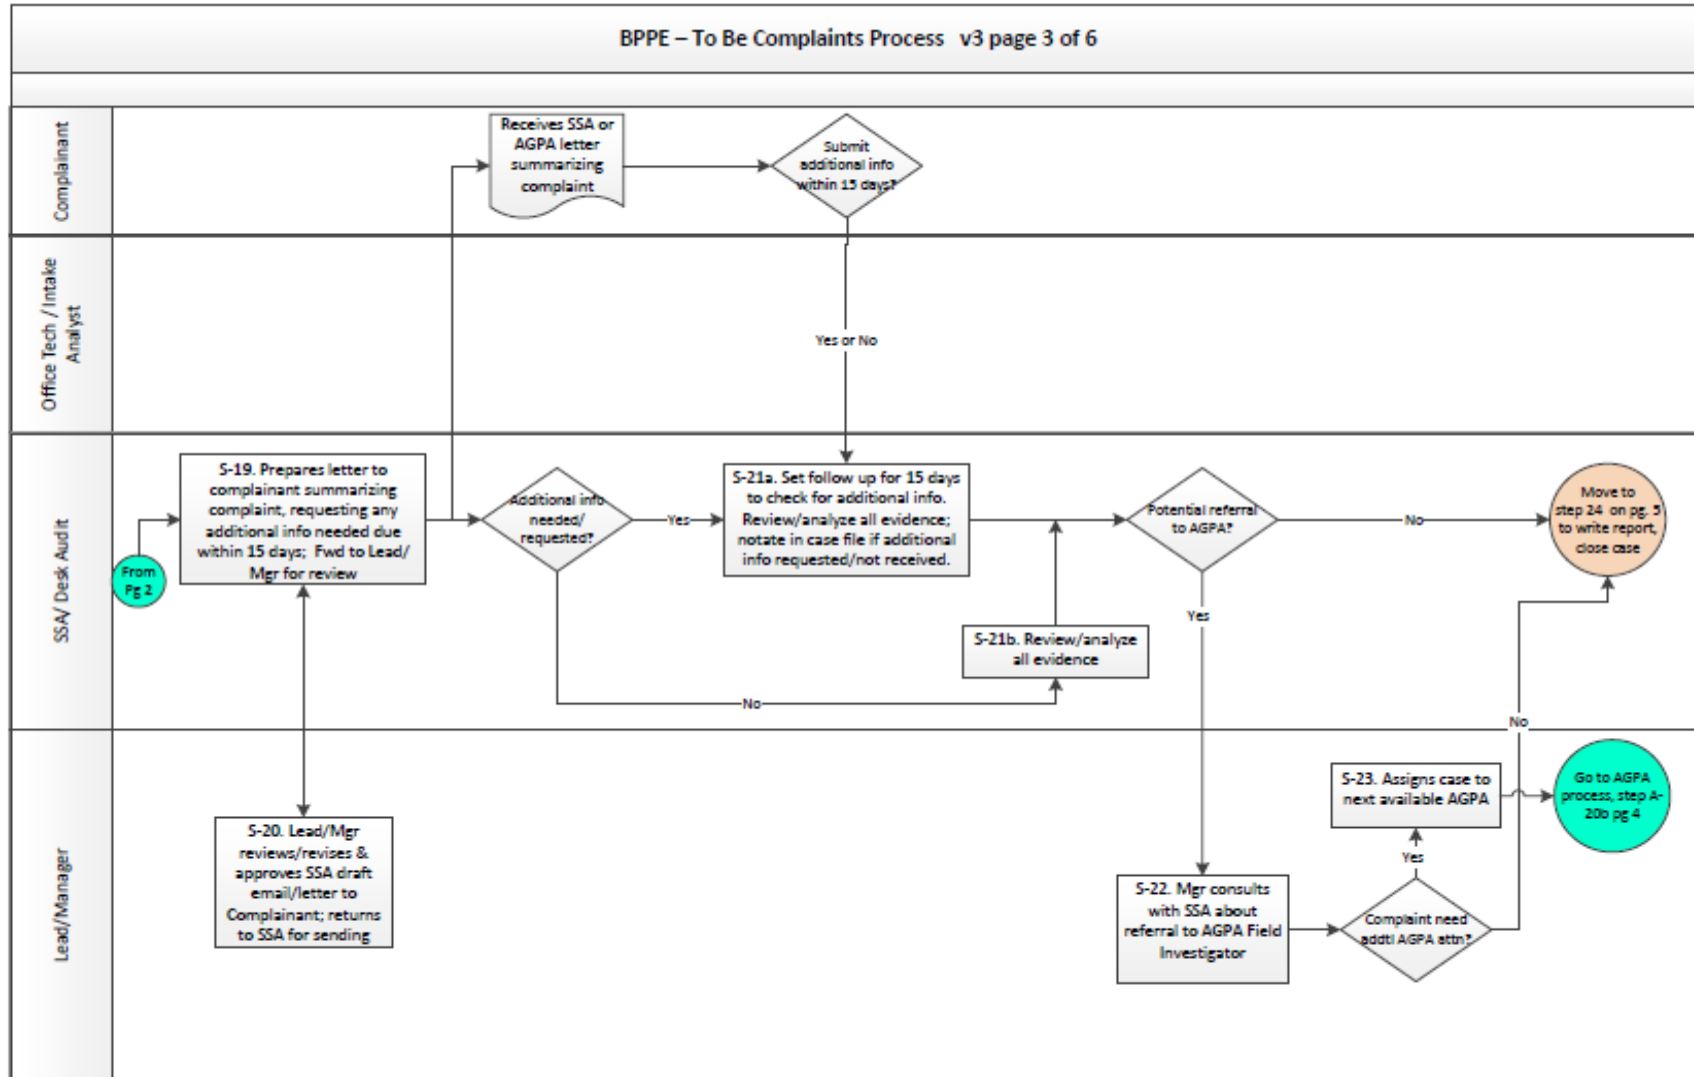 BPPE – To Be Complaints Process   v3 page 3 of 6
Complainant
Receives SSA or
AGPA letter
summarizing
complaint
Submit
additional info
within 15 days?
Office Tech / Intake
Analyst
Yes or No
SSA/ Desk Audit
From
Pg 2
S-19. Prepares letter to
complainant summarizing
complaint, requesting any
additional info needed due
within 15 days;  Fwd to Lead/
Mgr for review
Additional info
needed/
requested?
Yes
No
S-21a. Set follow up for 15 days
to check for additional info.
Review/analyze all evidence;
notate in case file if additional
info requested/not received.
S-21b. Review/analyze
all evidence
Potential referral
to AGPA?
No
Yes
Move to
step 24  on pg. 5
to write report,
close case
Lead/Manager
S-20. Lead/Mgr
reviews/revises &
approves SSA draft
email/letter to
Complainant; returns
to SSA for sending
S-22. Mgr consults
with SSA about
referral to AGPA Field
Investigator
Complaint need
addtl AGPA attn?
Yes
No
S-23. Assigns case to
next available AGPA
Go to AGPA
process, step A-
20b pg 4